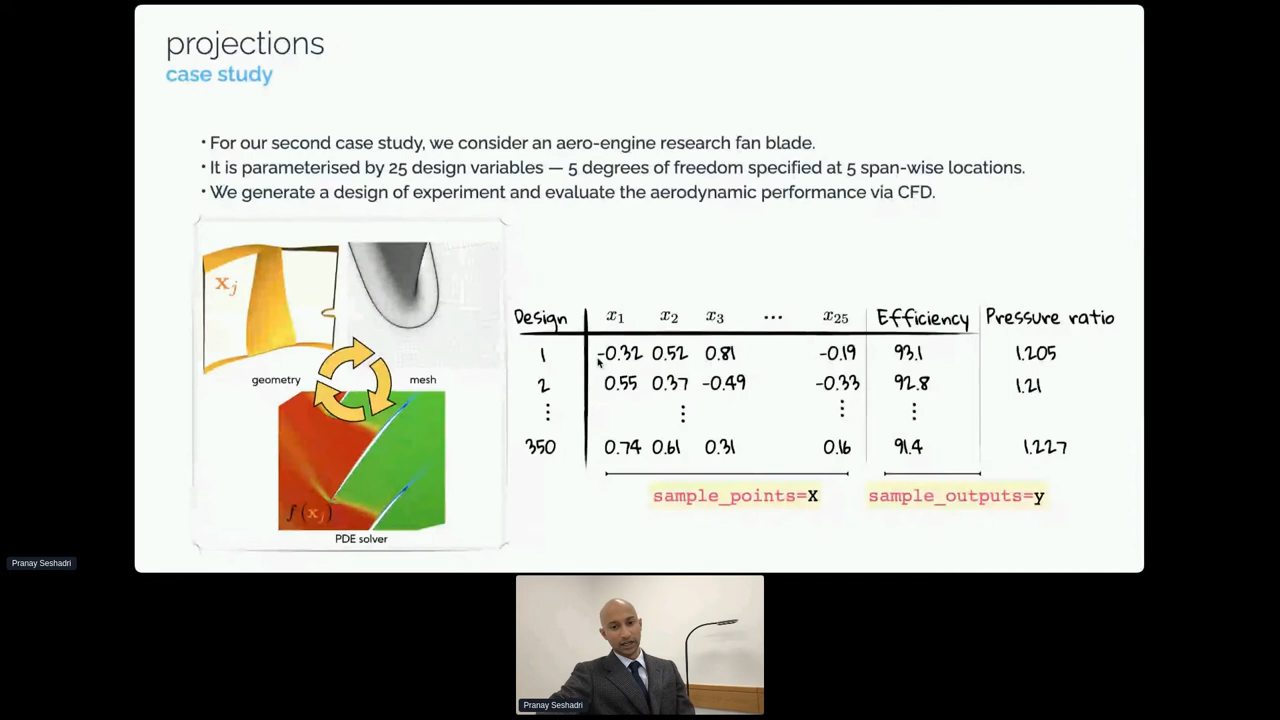 projections
case study
• For our second case study, we consider an aero-engine research fan blade.
• It is parameterised by 25 design variables — 5 degrees of freedom specified at 5 span-wise locations.
• We generate a design of experiment and evaluate the aerodynamic performance via CFD.
x_j
geometry
mesh
f(x_j)
PDE solver
Design x_1 x_2 x_3 ... x_25 Efficiency Pressure ratio
1 -0.32 0.52 0.81 -0.19 93.1 1.205
2 0.55 0.37 -0.49 -0.33 92.8 1.21
⋮ ⋮ ⋮ ⋮
350 0.74 0.61 0.31 0.16 91.4 1.227
sample_points=X
sample_outputs=y
Pranay Seshadri
Pranay Seshadri